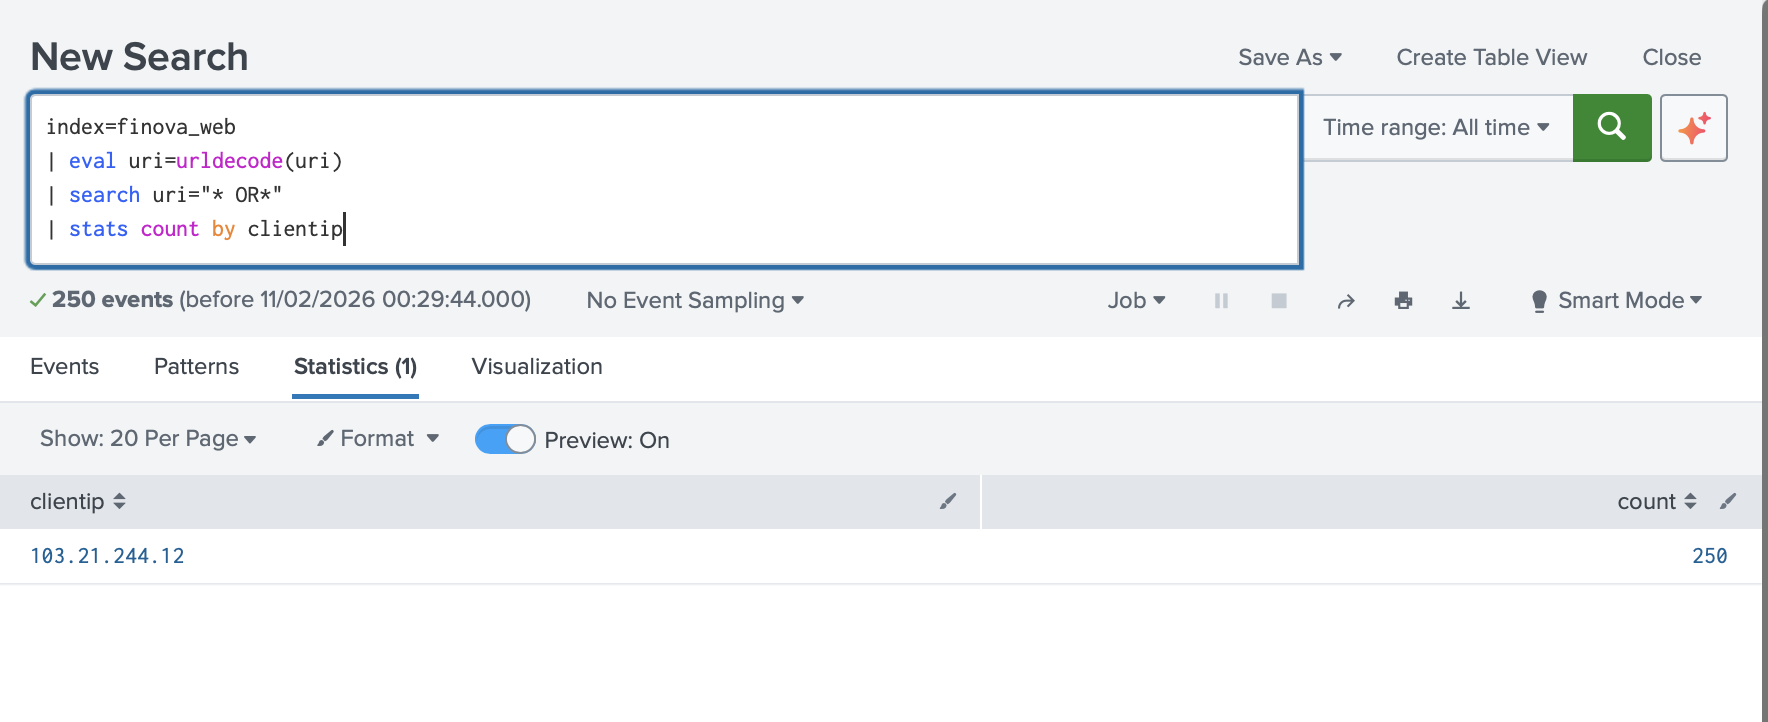 New Search
Save As
Create Table View
Close
index=finova_web
| eval uri=urldecode(uri)
| search uri="* OR*"
| stats count by clientip
Time range: All time
250 events (before 11/02/2026 00:29:44.000)
No Event Sampling
Job
Smart Mode
Events
Patterns
Statistics (1)
Visualization
Show: 20 Per Page
Format
Preview: On
clientip
count
103.21.244.12
250